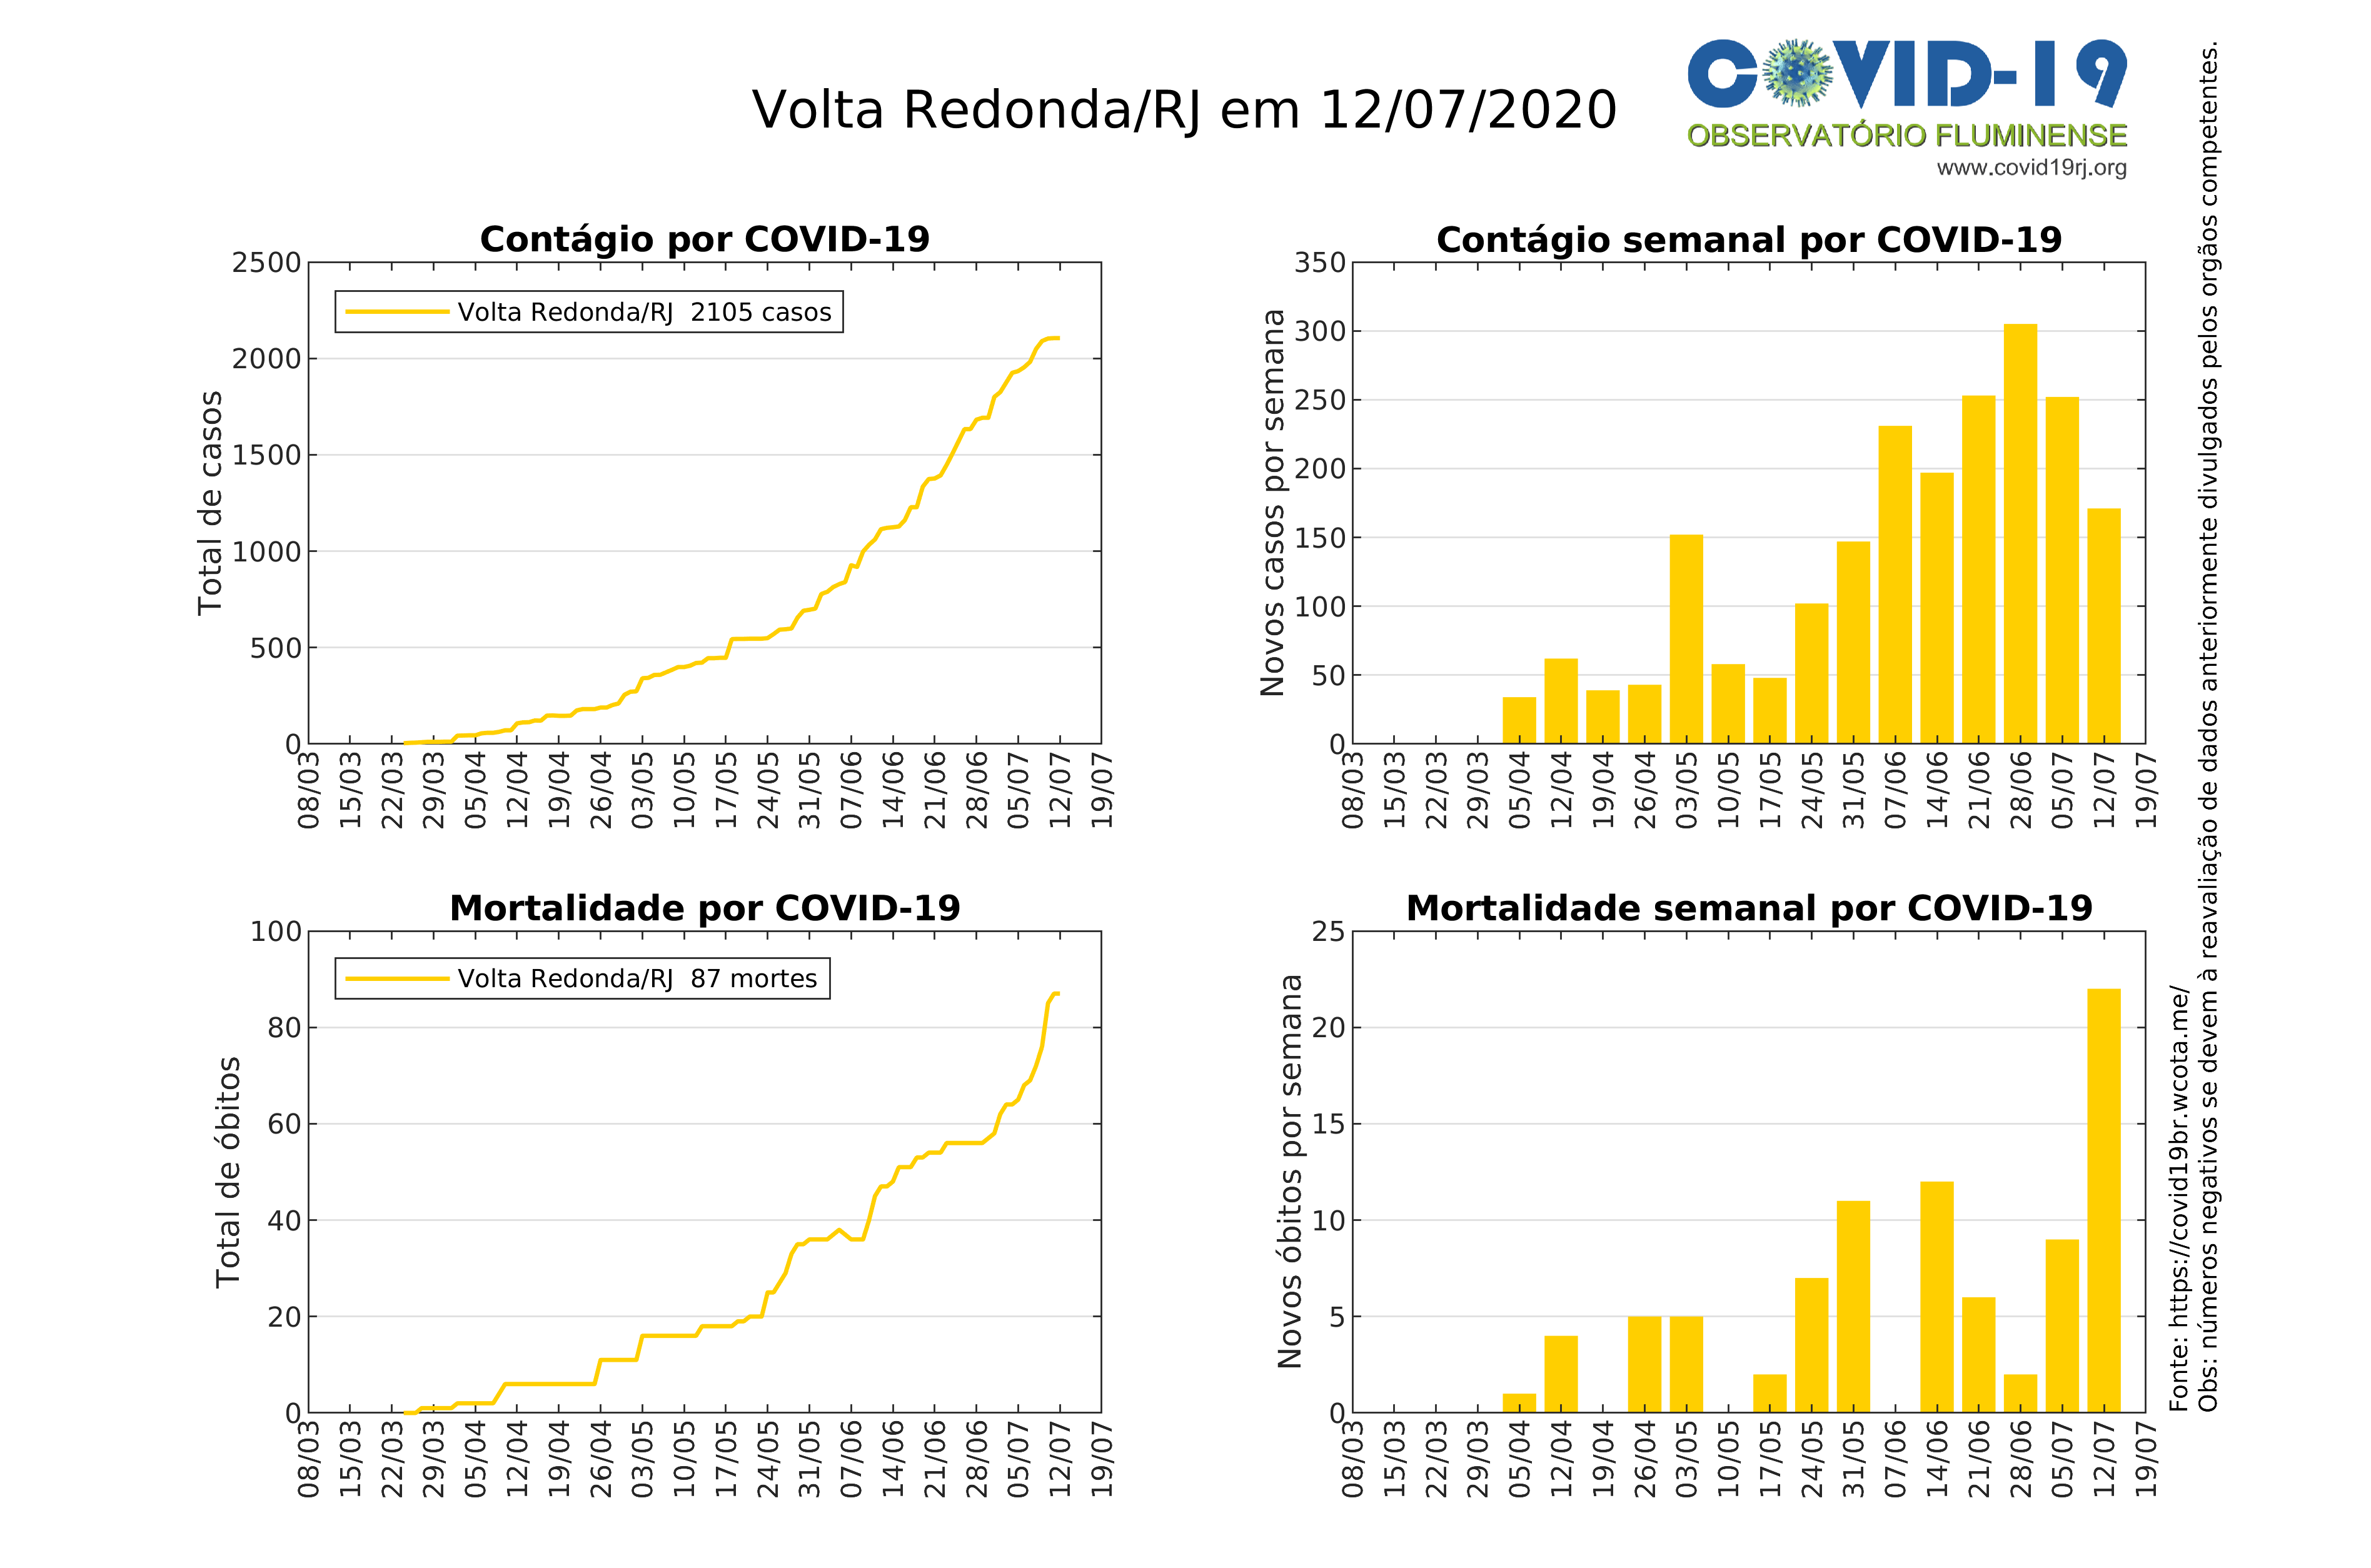 Volta Redonda/RJ em 12/07/2020
COVID-19
OBSERVATÓRIO FLUMINENSE
www.covid19rj.org
Contágio por COVID-19
Total de casos
2500
2000
1500
1000
500
0
Volta Redonda/RJ 2105 casos
08/03 15/03 22/03 29/03 05/04 12/04 19/04 26/04 03/05 10/05 17/05 24/05 31/05 07/06 14/06 21/06 28/06 05/07 12/07 19/07
Contágio semanal por COVID-19
Novos casos por semana
350
300
250
200
150
100
50
0
08/03 15/03 22/03 29/03 05/04 12/04 19/04 26/04 03/05 10/05 17/05 24/05 31/05 07/06 14/06 21/06 28/06 05/07 12/07 19/07
Mortalidade por COVID-19
Total de óbitos
100
80
60
40
20
0
Volta Redonda/RJ 87 mortes
08/03 15/03 22/03 29/03 05/04 12/04 19/04 26/04 03/05 10/05 17/05 24/05 31/05 07/06 14/06 21/06 28/06 05/07 12/07 19/07
Mortalidade semanal por COVID-19
Novos óbitos por semana
25
20
15
10
5
0
08/03 15/03 22/03 29/03 05/04 12/04 19/04 26/04 03/05 10/05 17/05 24/05 31/05 07/06 14/06 21/06 28/06 05/07 12/07 19/07
Fonte: https://covid19br.wcota.me/
Obs: números negativos se devem à reavaliação de dados anteriormente divulgados pelos orgãos competentes.